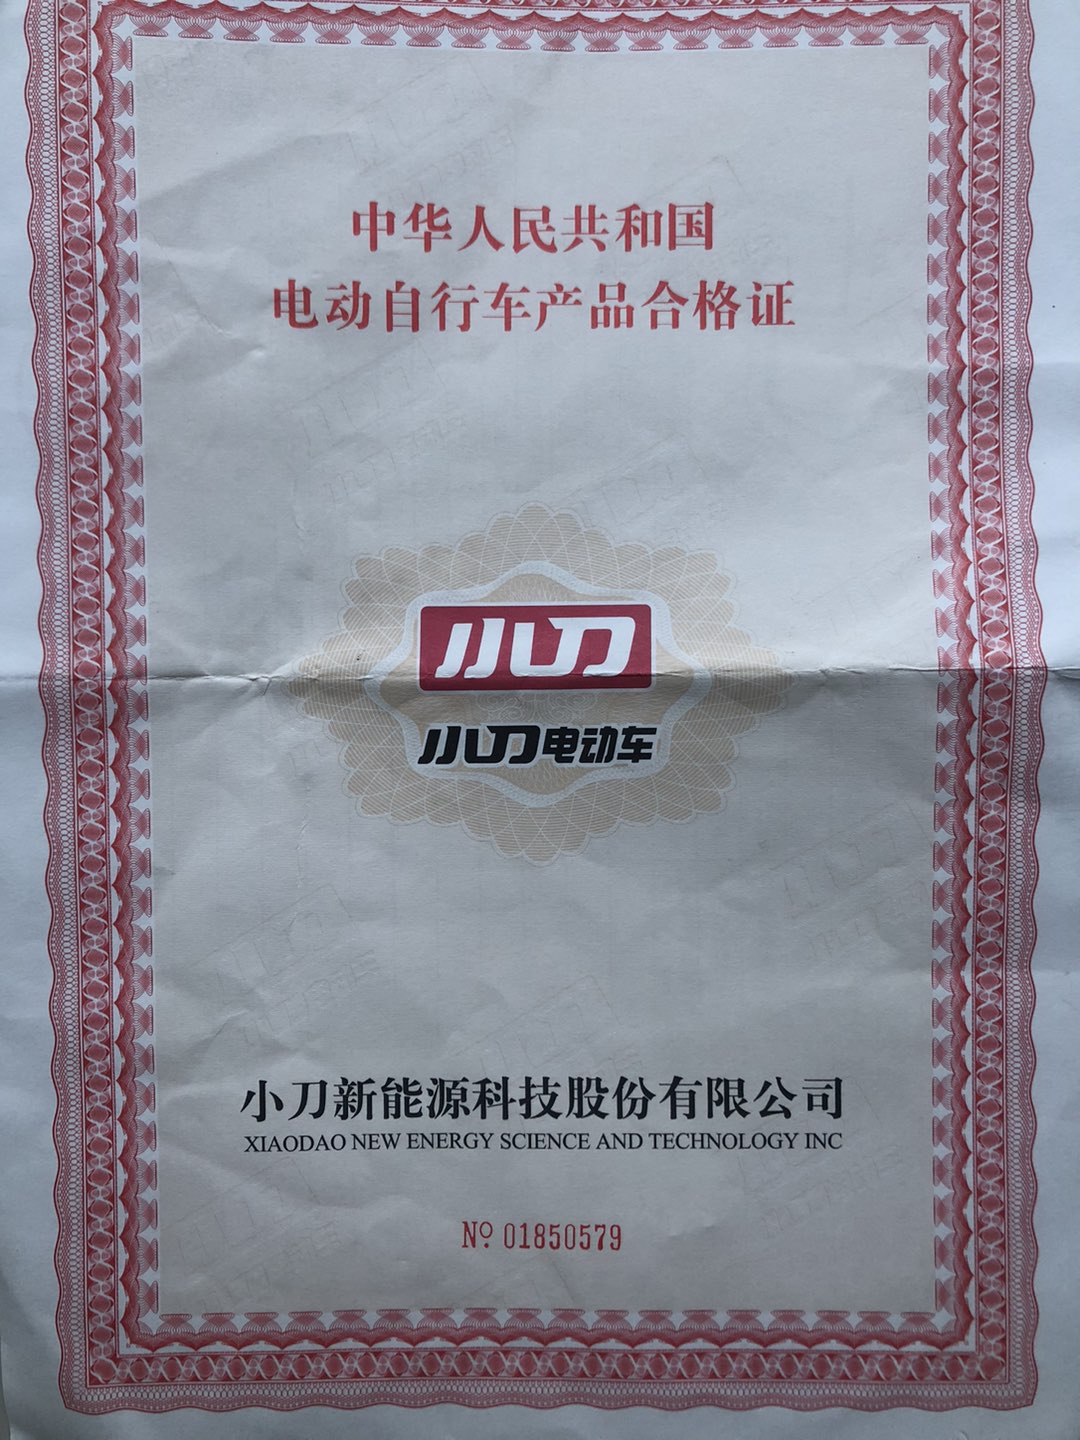 中华人民共和国
电动自行车产品合格证
小刀
小刀电动车
小刀新能源科技股份有限公司
XIAODAO NEW ENERGY SCIENCE AND TECHNOLOGY INC
Nº 01850579